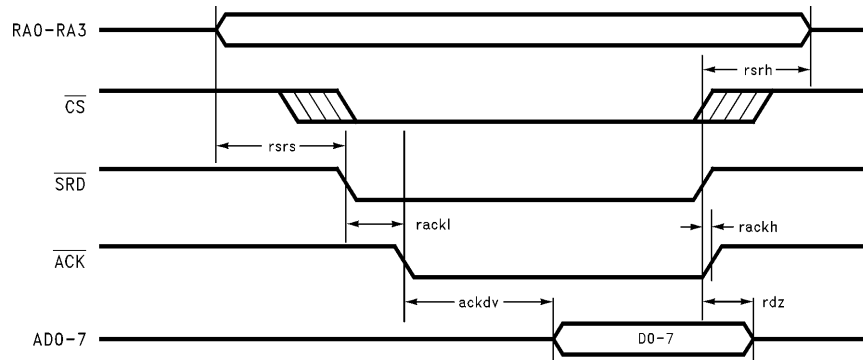 RA0-RA3
rsrh
CS
rsrs
SRD
rackl
rackh
ACK
ackdv
rdz
AD0-7
D0-7